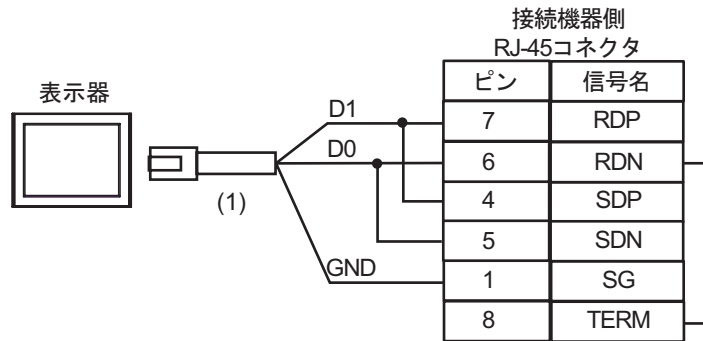 接続機器側
RJ-45コネクタ
表示器
ピン 信号名
D1 7 RDP
D0 6 RDN
4 SDP
(1)
5 SDN
GND 1 SG
8 TERM